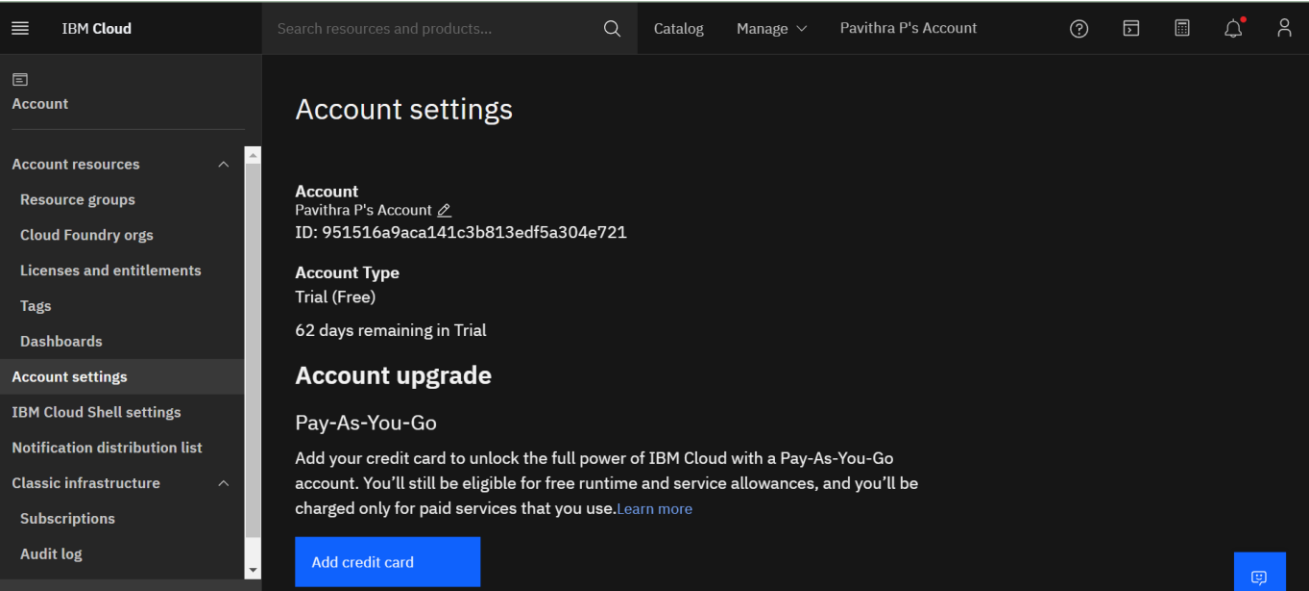 IBM Cloud
Search resources and products...
Catalog
Manage
Pavithra P's Account
Account
Account resources
Resource groups
Cloud Foundry orgs
Licenses and entitlements
Tags
Dashboards
Account settings
IBM Cloud Shell settings
Notification distribution list
Classic infrastructure
Subscriptions
Audit log
Account settings
Account
Pavithra P's Account
ID: 951516a9aca141c3b813edf5a304e721
Account Type
Trial (Free)
62 days remaining in Trial
Account upgrade
Pay-As-You-Go
Add your credit card to unlock the full power of IBM Cloud with a Pay-As-You-Go
account. You’ll still be eligible for free runtime and service allowances, and you’ll be
charged only for paid services that you use.Learn more
Add credit card